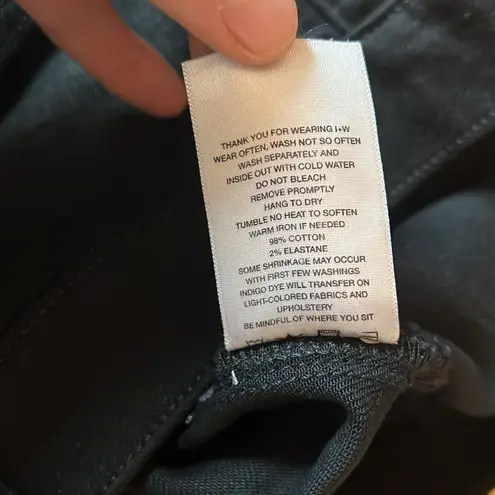 THANK YOU FOR WEARING I+W
WEAR OFTEN, WASH NOT SO OFTEN
WASH SEPARATELY AND
INSIDE OUT WITH COLD WATER
DO NOT BLEACH
REMOVE PROMPTLY
HANG TO DRY
TUMBLE NO HEAT TO SOFTEN
WARM IRON IF NEEDED
98% COTTON
2% ELASTANE
SOME SHRINKAGE MAY OCCUR
WITH FIRST FEW WASHINGS
INDIGO DYE WILL TRANSFER ON
LIGHT-COLORED FABRICS AND
UPHOLSTERY
BE MINDFUL OF WHERE YOU SIT